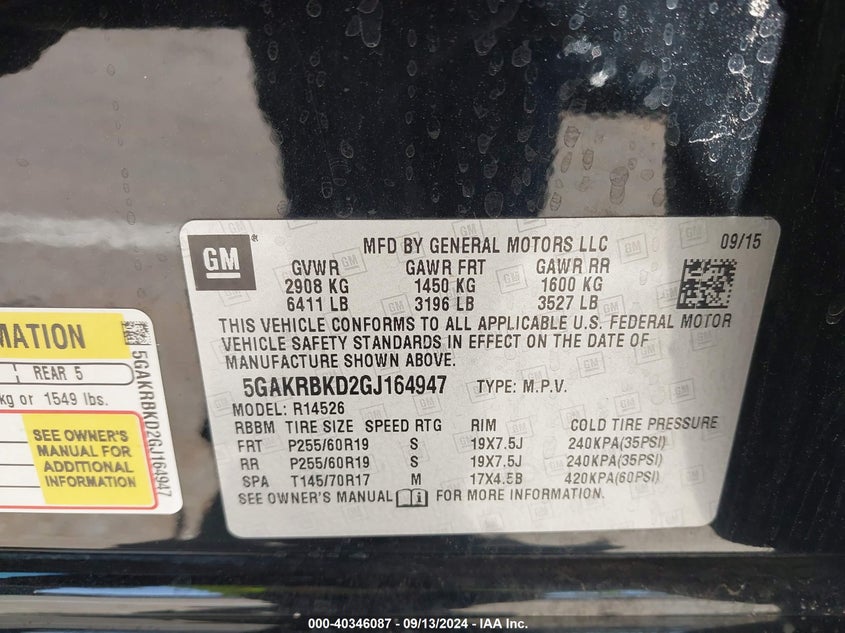 GM
MFD BY GENERAL MOTORS LLC 09/15
GVWR GAWR FRT GAWR RR
2908 KG 1450 KG 1600 KG
6411 LB 3196 LB 3527 LB
THIS VEHICLE CONFORMS TO ALL APPLICABLE U.S. FEDERAL MOTOR
VEHICLE SAFETY STANDARDS IN EFFECT ON THE DATE OF
MANUFACTURE SHOWN ABOVE.
5GAKRBKD2GJ164947 TYPE: M.P.V.
MODEL: R14526
RBBM TIRE SIZE SPEED RTG RIM COLD TIRE PRESSURE
FRT P255/60R19 S 19X7.5J 240KPA(35PSI)
RR P255/60R19 S 19X7.5J 240KPA(35PSI)
SPA T145/70R17 M 17X4.5B 420KPA(60PSI)
SEE OWNER'S MANUAL FOR MORE INFORMATION.
MATION
REAR 5
kg or 1549 lbs.
SEE OWNER'S
MANUAL FOR
ADDITIONAL
INFORMATION
5GAKRBKD2GJ164947
000-40346087 - 09/13/2024 - IAA Inc.